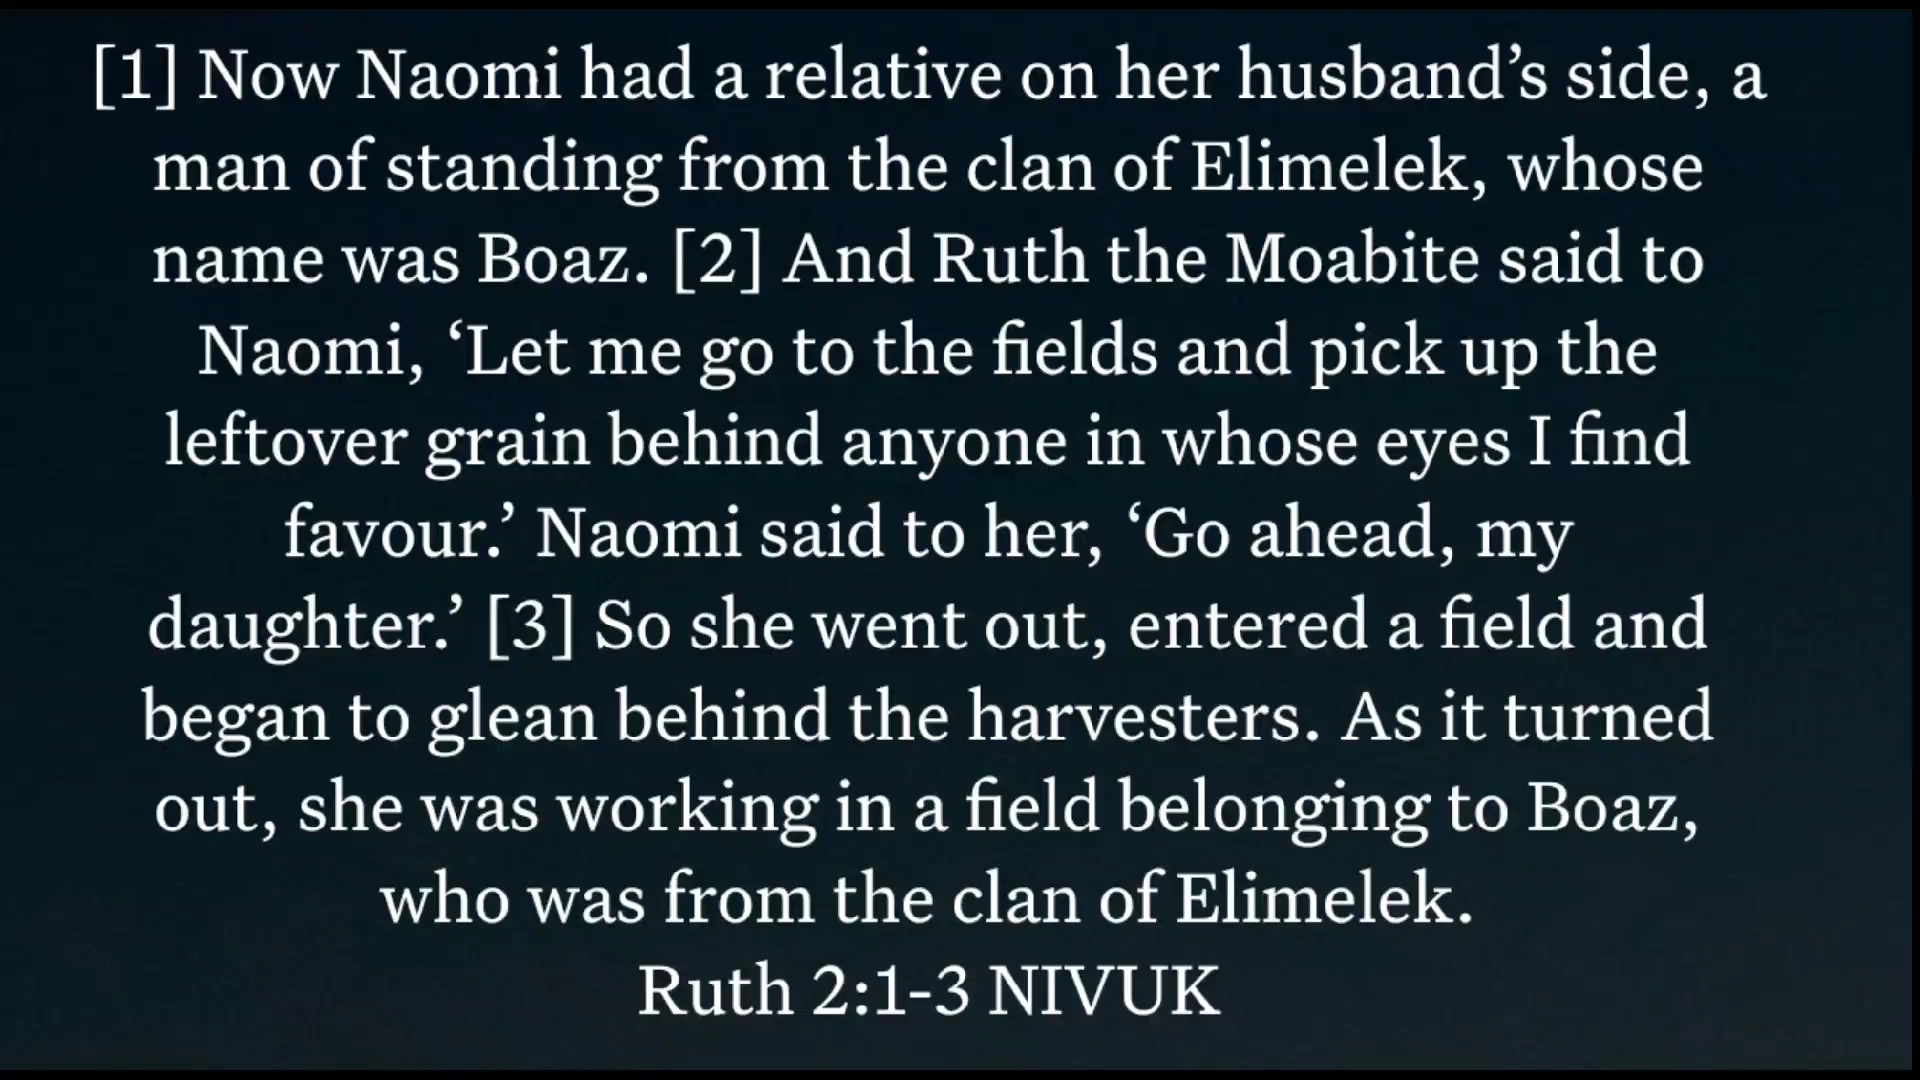 [1] Now Naomi had a relative on her husband’s side, a
man of standing from the clan of Elimelek, whose
name was Boaz. [2] And Ruth the Moabite said to
Naomi, ‘Let me go to the fields and pick up the
leftover grain behind anyone in whose eyes I find
favour.’ Naomi said to her, ‘Go ahead, my
daughter.’ [3] So she went out, entered a field and
began to glean behind the harvesters. As it turned
out, she was working in a field belonging to Boaz,
who was from the clan of Elimelek.
Ruth 2:1-3 NIVUK